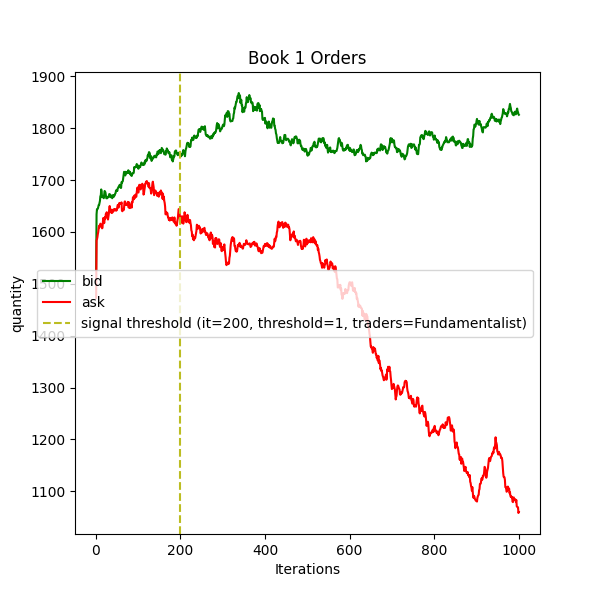 Book 1 Orders
1900
1800
1700
1600
1500
1400
1300
1200
1100
quantity
bid
ask
signal threshold (it=200, threshold=1, traders=Fundamentalist)
0 200 400 600 800 1000
Iterations